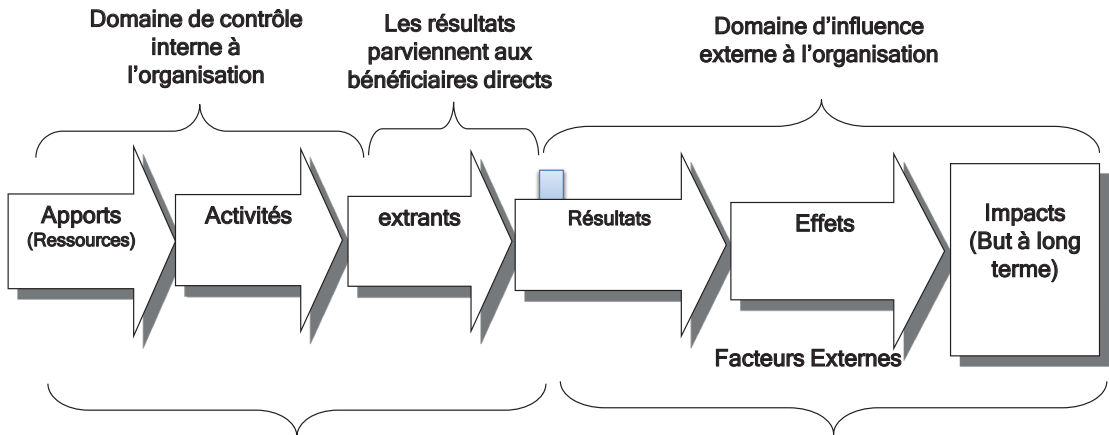 Domaine de contrôle
interne à
l'organisation
Les résultats
parviennent aux
bénéficiaires directs
Domaine d'influence
externe à l'organisation
Apports
(Ressources)
Activités
extrants
Résultats
Effets
Impacts
(But à long
terme)
Facteurs Externes